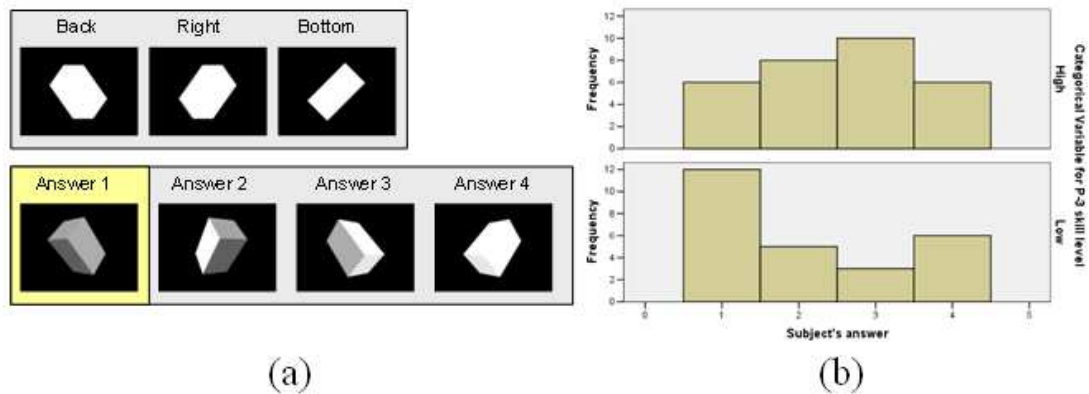 Back Right Bottom
Answer 1 Answer 2 Answer 3 Answer 4
(a)
Categorical Variable for P-3 skill level
High
Low
Frequency
12
10
8
6
4
2
0
Frequency
12
10
8
6
4
2
0
0 1 2 3 4 5
Subject's answer
(b)